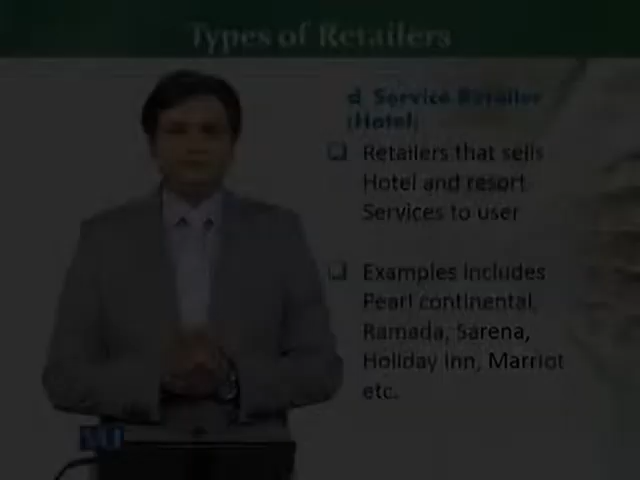 Types of Retailers
d Service Retailer
(Hotel)
Retailers that sells
Hotel and resort
Services to user
Examples includes
Pearl continental,
Ramada, Sarena,
Holiday Inn, Marriot
etc.